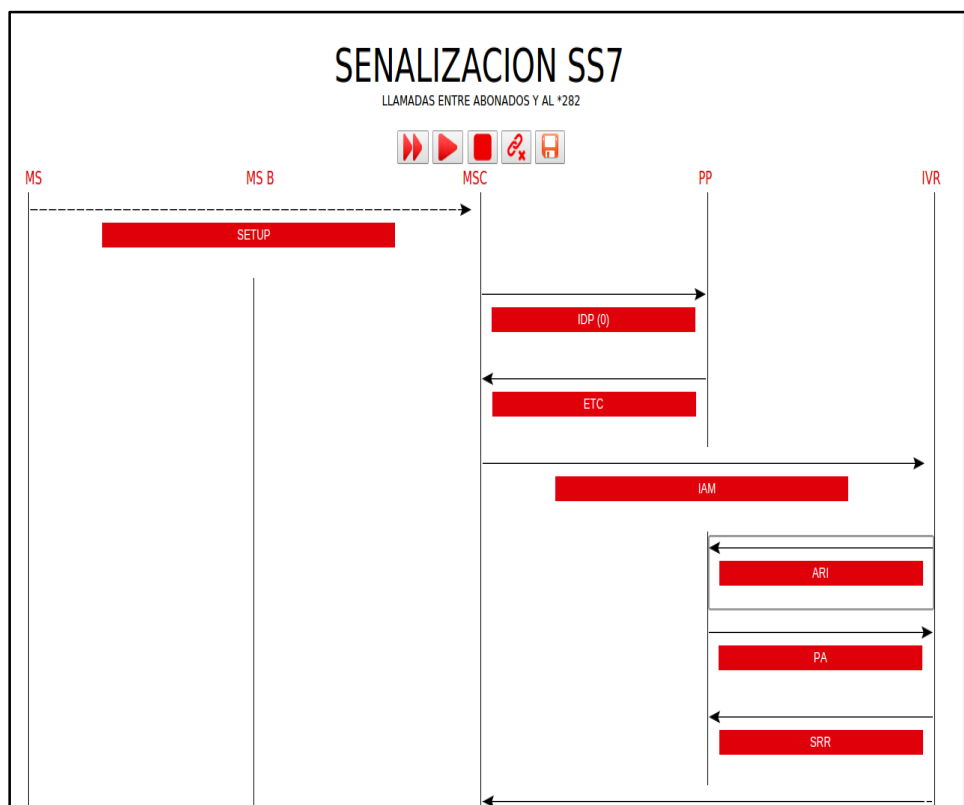 SENALIZACION SS7
LLAMADAS ENTRE ABONADOS Y AL *282
MS MS B MSC PP IVR
SETUP
IDP (0)
ETC
IAM
ARI
PA
SRR